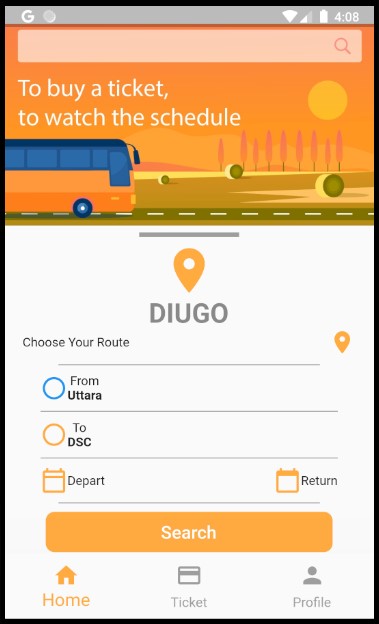 G 4:08
To buy a ticket,
to watch the schedule
DIUGO
Choose Your Route
From
Uttara
To
DSC
Depart Return
Search
Home Ticket Profile